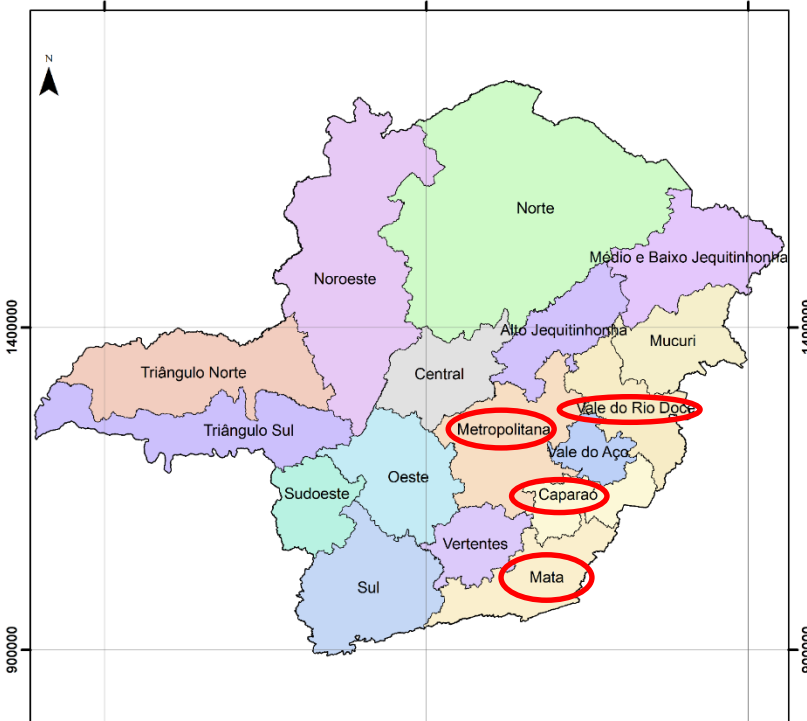 N
Norte
Médio e Baixo Jequitinhonha
Noroeste
1400000
1400000
Alto Jequitinhonha
Mucuri
Triângulo Norte
Central
Vale do Rio Doce
Triângulo Sul
Metropolitana
Vale do Aço
Oeste
Sudoeste
Caparaó
Vertentes
Mata
Sul
900000
900000